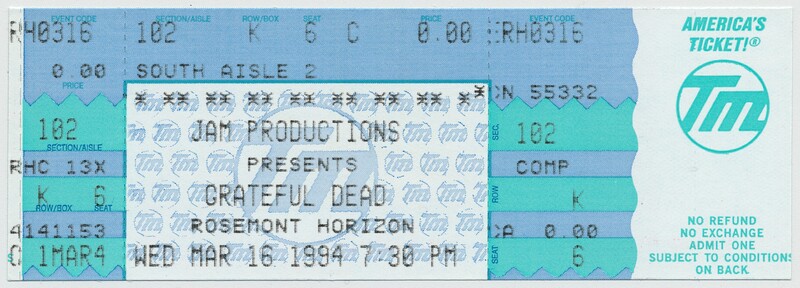 EVENT CODE SECTION/AISLE ROW/BOX SEAT PRICE EVENT CODE
RH0316 102 K 6 C 0.00 ERH0316
0.00 SOUTH AISLE 2 CN 55332
PRICE
* ** ** ** ** ** ** ** *
102 JAM PRODUCTIONS SEC. 102
SECTION/AISLE
RHC 13X PRESENTS COMP
K 6 GRATEFUL DEAD ROW K
ROW/BOX SEAT
4141153 ROSEMONT HORIZON CA 0.00
C 1MAR4 WED MAR 16 1994 7:30 PM SEAT 6
AMERICA'S
TICKET!®
Tm
NO REFUND
NO EXCHANGE
ADMIT ONE
SUBJECT TO CONDITIONS
ON BACK.